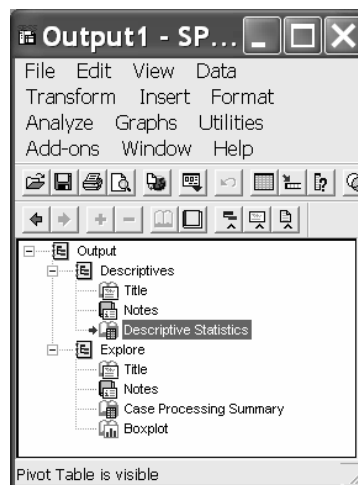 Output1 - SP...
File Edit View Data
Transform Insert Format
Analyze Graphs Utilities
Add-ons Window Help
Output
Descriptives
Title
Notes
Descriptive Statistics
Explore
Title
Notes
Case Processing Summary
Boxplot
Pivot Table is visible